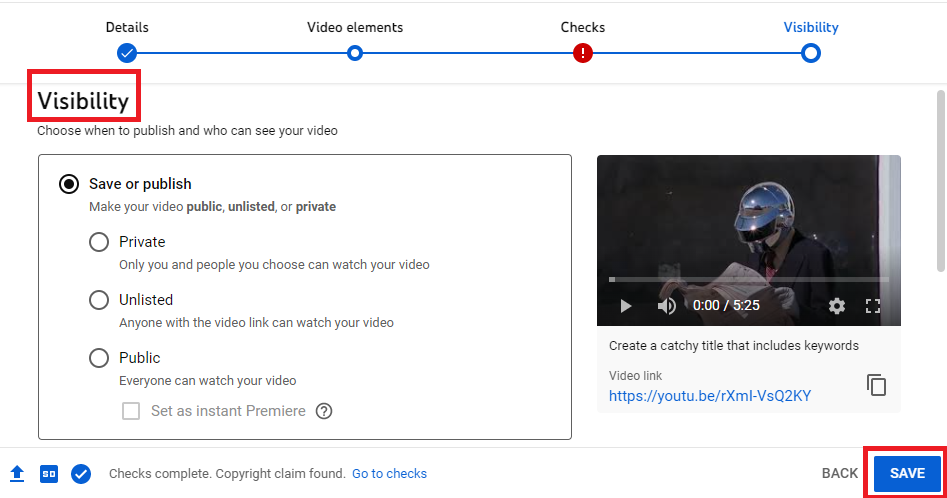 Details
Video elements
Checks
Visibility
Visibility
Choose when to publish and who can see your video
Save or publish
Make your video public, unlisted, or private
Private
Only you and people you choose can watch your video
Unlisted
Anyone with the video link can watch your video
Public
Everyone can watch your video
Set as instant Premiere ?
0:00 / 5:25
Create a catchy title that includes keywords
Video link
https://youtu.be/rXmI-VsQ2KY
SD
Checks complete. Copyright claim found. Go to checks
BACK
SAVE